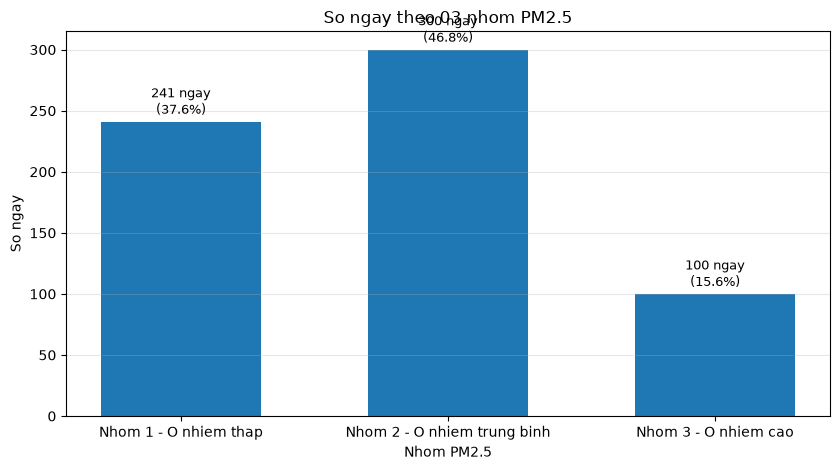 So ngay theo 03 nhom PM2.5
300 ngay
(46.8%)
241 ngay
(37.6%)
100 ngay
(15.6%)
So ngay
300
250
200
150
100
50
0
Nhom 1 - O nhiem thap
Nhom 2 - O nhiem trung binh
Nhom 3 - O nhiem cao
Nhom PM2.5